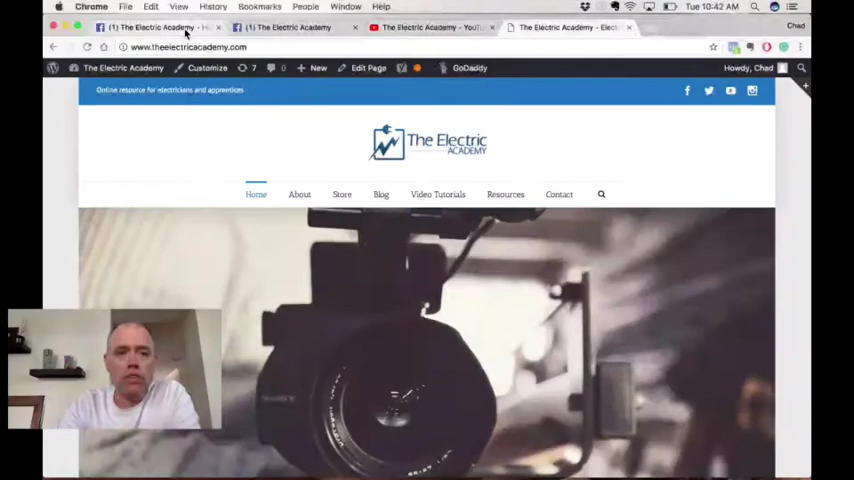 Chrome File Edit View History Bookmarks People Window Help Tue 10:42 AM
(1) The Electric Academy - H (1) The Electric Academy The Electric Academy - YouT The Electric Academy - Elec Chad
www.theelectricacademy.com
The Electric Academy Customize 7 0 New Edit Page GoDaddy Howdy, Chad
Online resource for electricians and apprentices
The Electric
ACADEMY
Home About Store Blog Video Tutorials Resources Contact